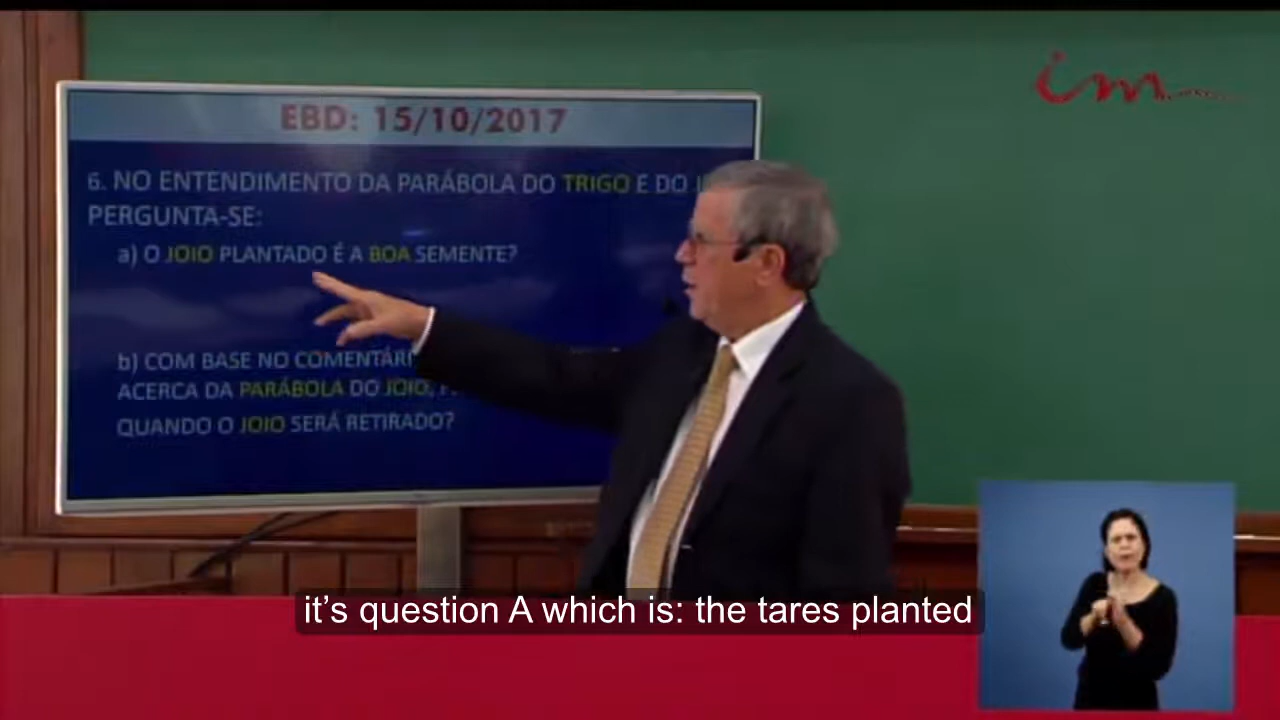 im
EBD: 15/10/2017
6. NO ENTENDIMENTO DA PARÁBOLA DO TRIGO E DO
PERGUNTA-SE:
a) O JOIO PLANTADO É A BOA SEMENTE?
b) COM BASE NO
ACERCA DA PARÁBOLA DO JOIO,
QUANDO O JOIO SERÁ RETIRADO?
it’s question A which is: the tares planted